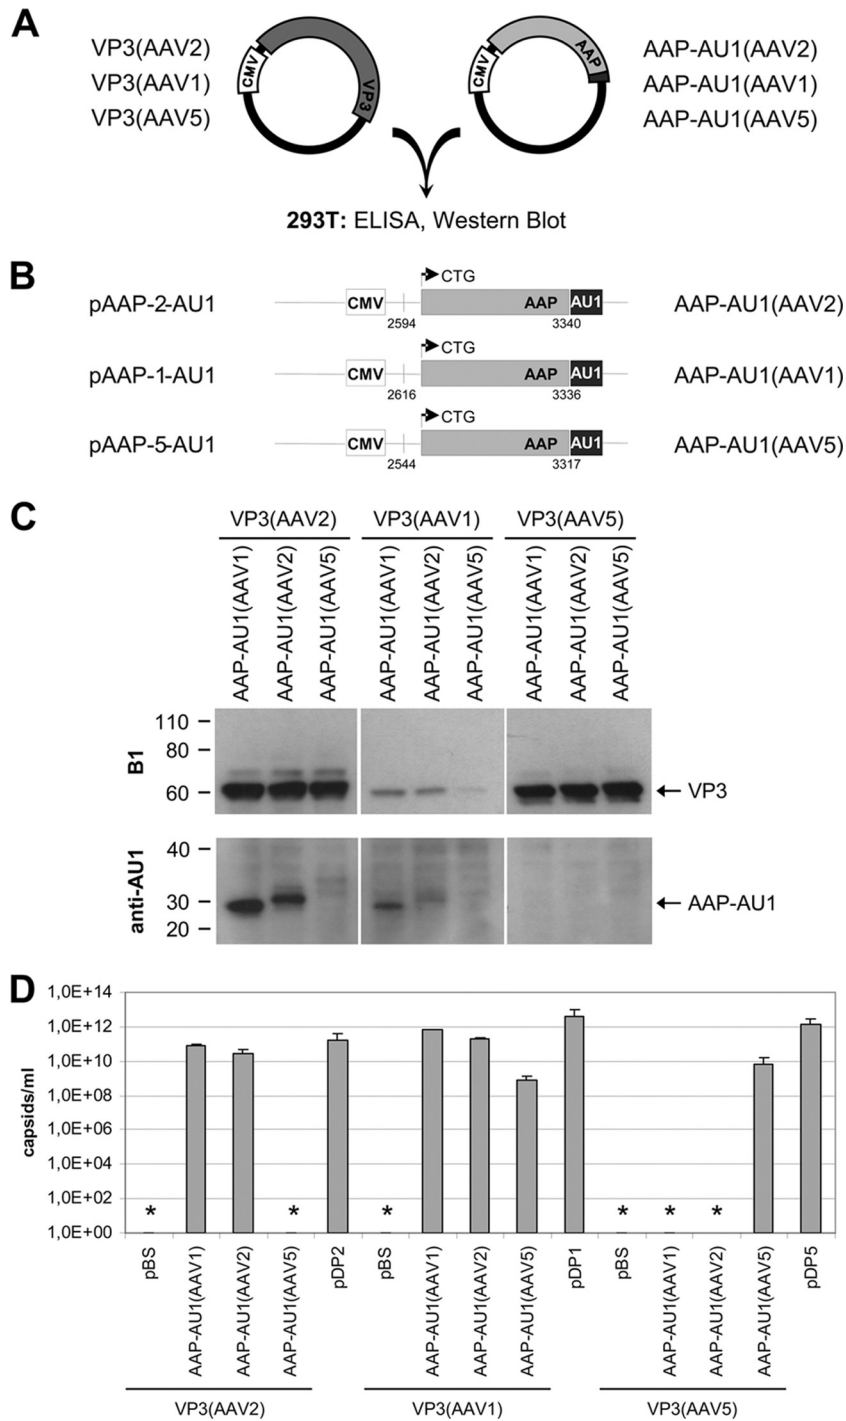 A
VP3(AAV2)
VP3(AAV1)
VP3(AAV5)
CMV
VP3
CMV
AAP
AAP-AU1(AAV2)
AAP-AU1(AAV1)
AAP-AU1(AAV5)
293T: ELISA, Western Blot
B
pAAP-2-AU1 CMV 2594 CTG AAP 3340 AU1 AAP-AU1(AAV2)
pAAP-1-AU1 CMV 2616 CTG AAP 3336 AU1 AAP-AU1(AAV1)
pAAP-5-AU1 CMV 2544 CTG AAP 3317 AU1 AAP-AU1(AAV5)
C
VP3(AAV2) VP3(AAV1) VP3(AAV5)
AAP-AU1(AAV1)
AAP-AU1(AAV2)
AAP-AU1(AAV5)
AAP-AU1(AAV1)
AAP-AU1(AAV2)
AAP-AU1(AAV5)
AAP-AU1(AAV1)
AAP-AU1(AAV2)
AAP-AU1(AAV5)
B1
110
80
60
VP3
anti-AU1
40
30
20
AAP-AU1
D
capsids/ml
1,0E+14
1,0E+12
1,0E+10
1,0E+08
1,0E+06
1,0E+04
1,0E+02
1,0E+00
* * * * * *
pBS
AAP-AU1(AAV1)
AAP-AU1(AAV2)
AAP-AU1(AAV5)
pDP2
pBS
AAP-AU1(AAV1)
AAP-AU1(AAV2)
AAP-AU1(AAV5)
pDP1
pBS
AAP-AU1(AAV1)
AAP-AU1(AAV2)
AAP-AU1(AAV5)
pDP5
VP3(AAV2) VP3(AAV1) VP3(AAV5)